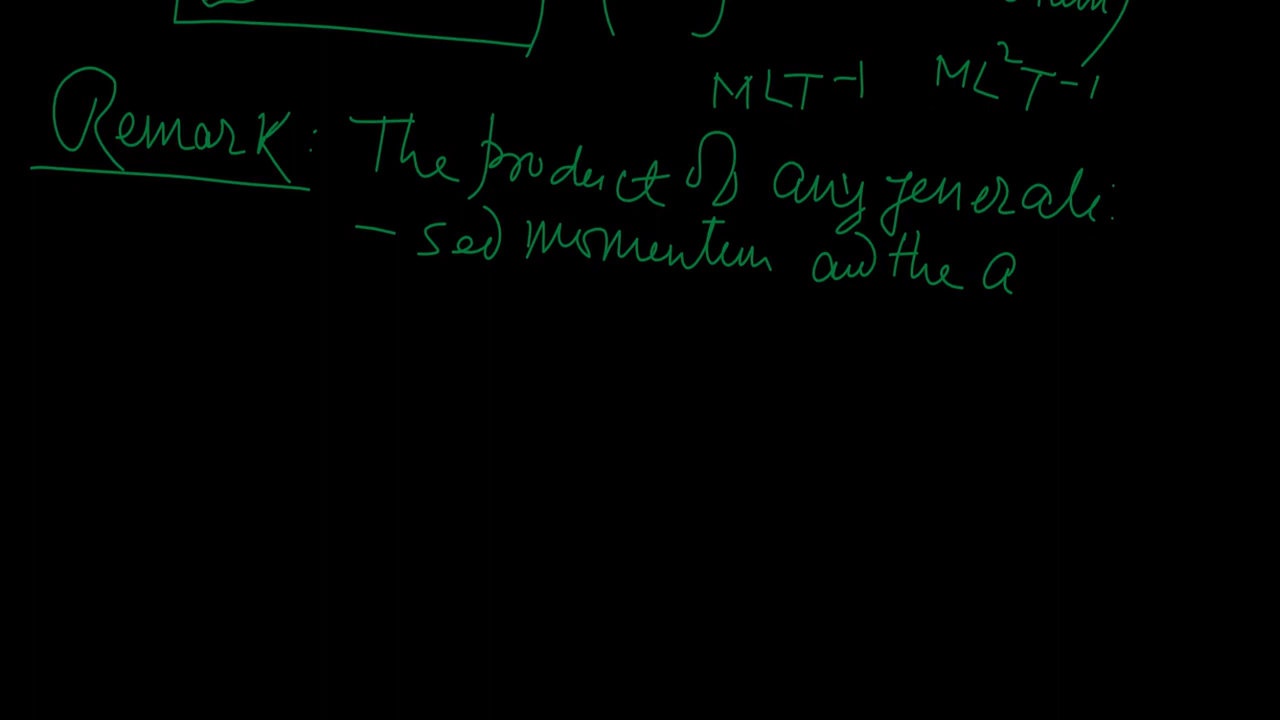 MLT-1 ML²T-1
Remark: The product of any generali:
- sed momentum and the a